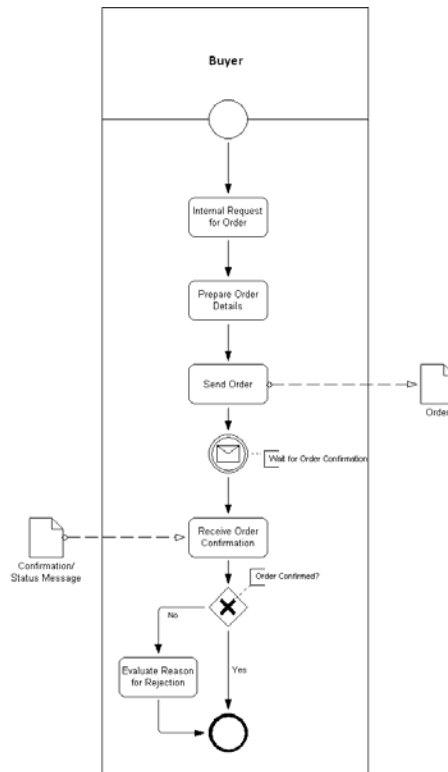 Buyer
Internal Request
for Order
Prepare Order
Details
Send Order
Order
Wait for Order Confirmation
Receive Order
Confirmation
Confirmation/
Status Message
Order Confirmed?
No
Yes
Evaluate Reason
for Rejection